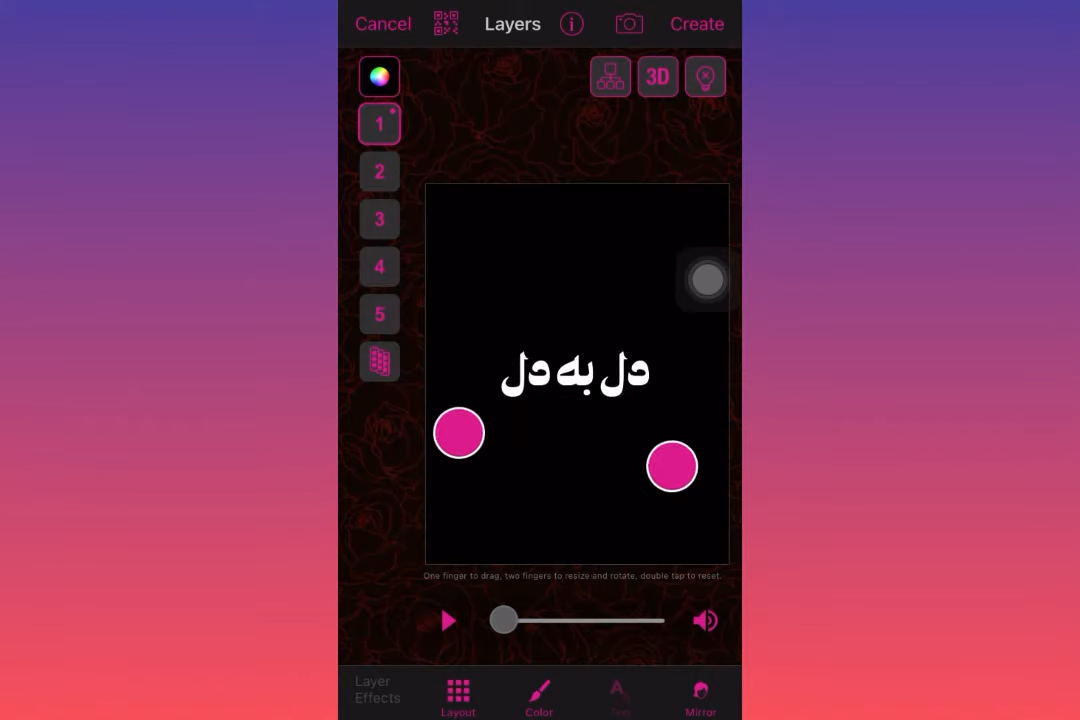 Cancel Layers i Create
3D
1
2
3
4
5
دل به دل
One finger to drag, two fingers to resize and rotate, double tap to reset.
Layer Effects
Layout Color Text Mirror